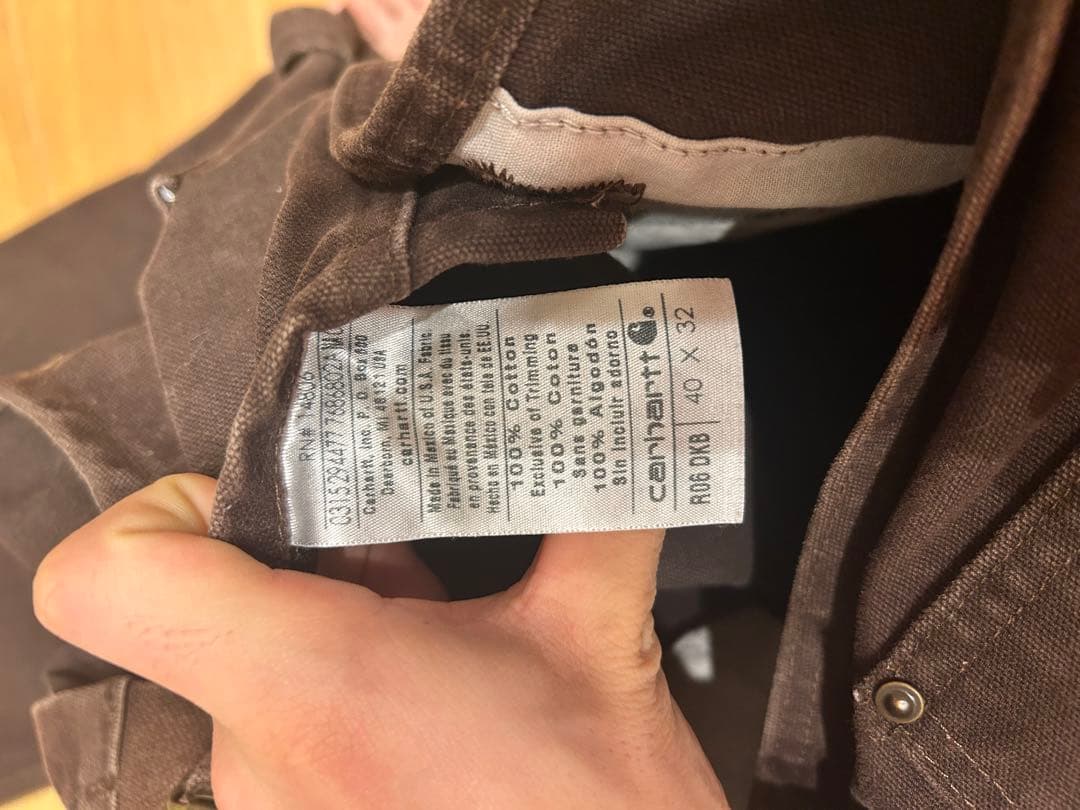 carhartt ®
R06 DKB 40 X 32
100% Cotton
Exclusive of Trimming
100% Coton
Sans garniture
100% Algodón
Sin incluir adorno
Made in Mexico of U.S.A. Fabric.
Fabriqué au Mexique avec du tissu
en provenance des états-unis.
Hecho en Mexico con tela de EE.UU.
Carhartt, Inc. P. O. Box 600
Dearborn, MI 48121 USA
carhartt.com
RN#